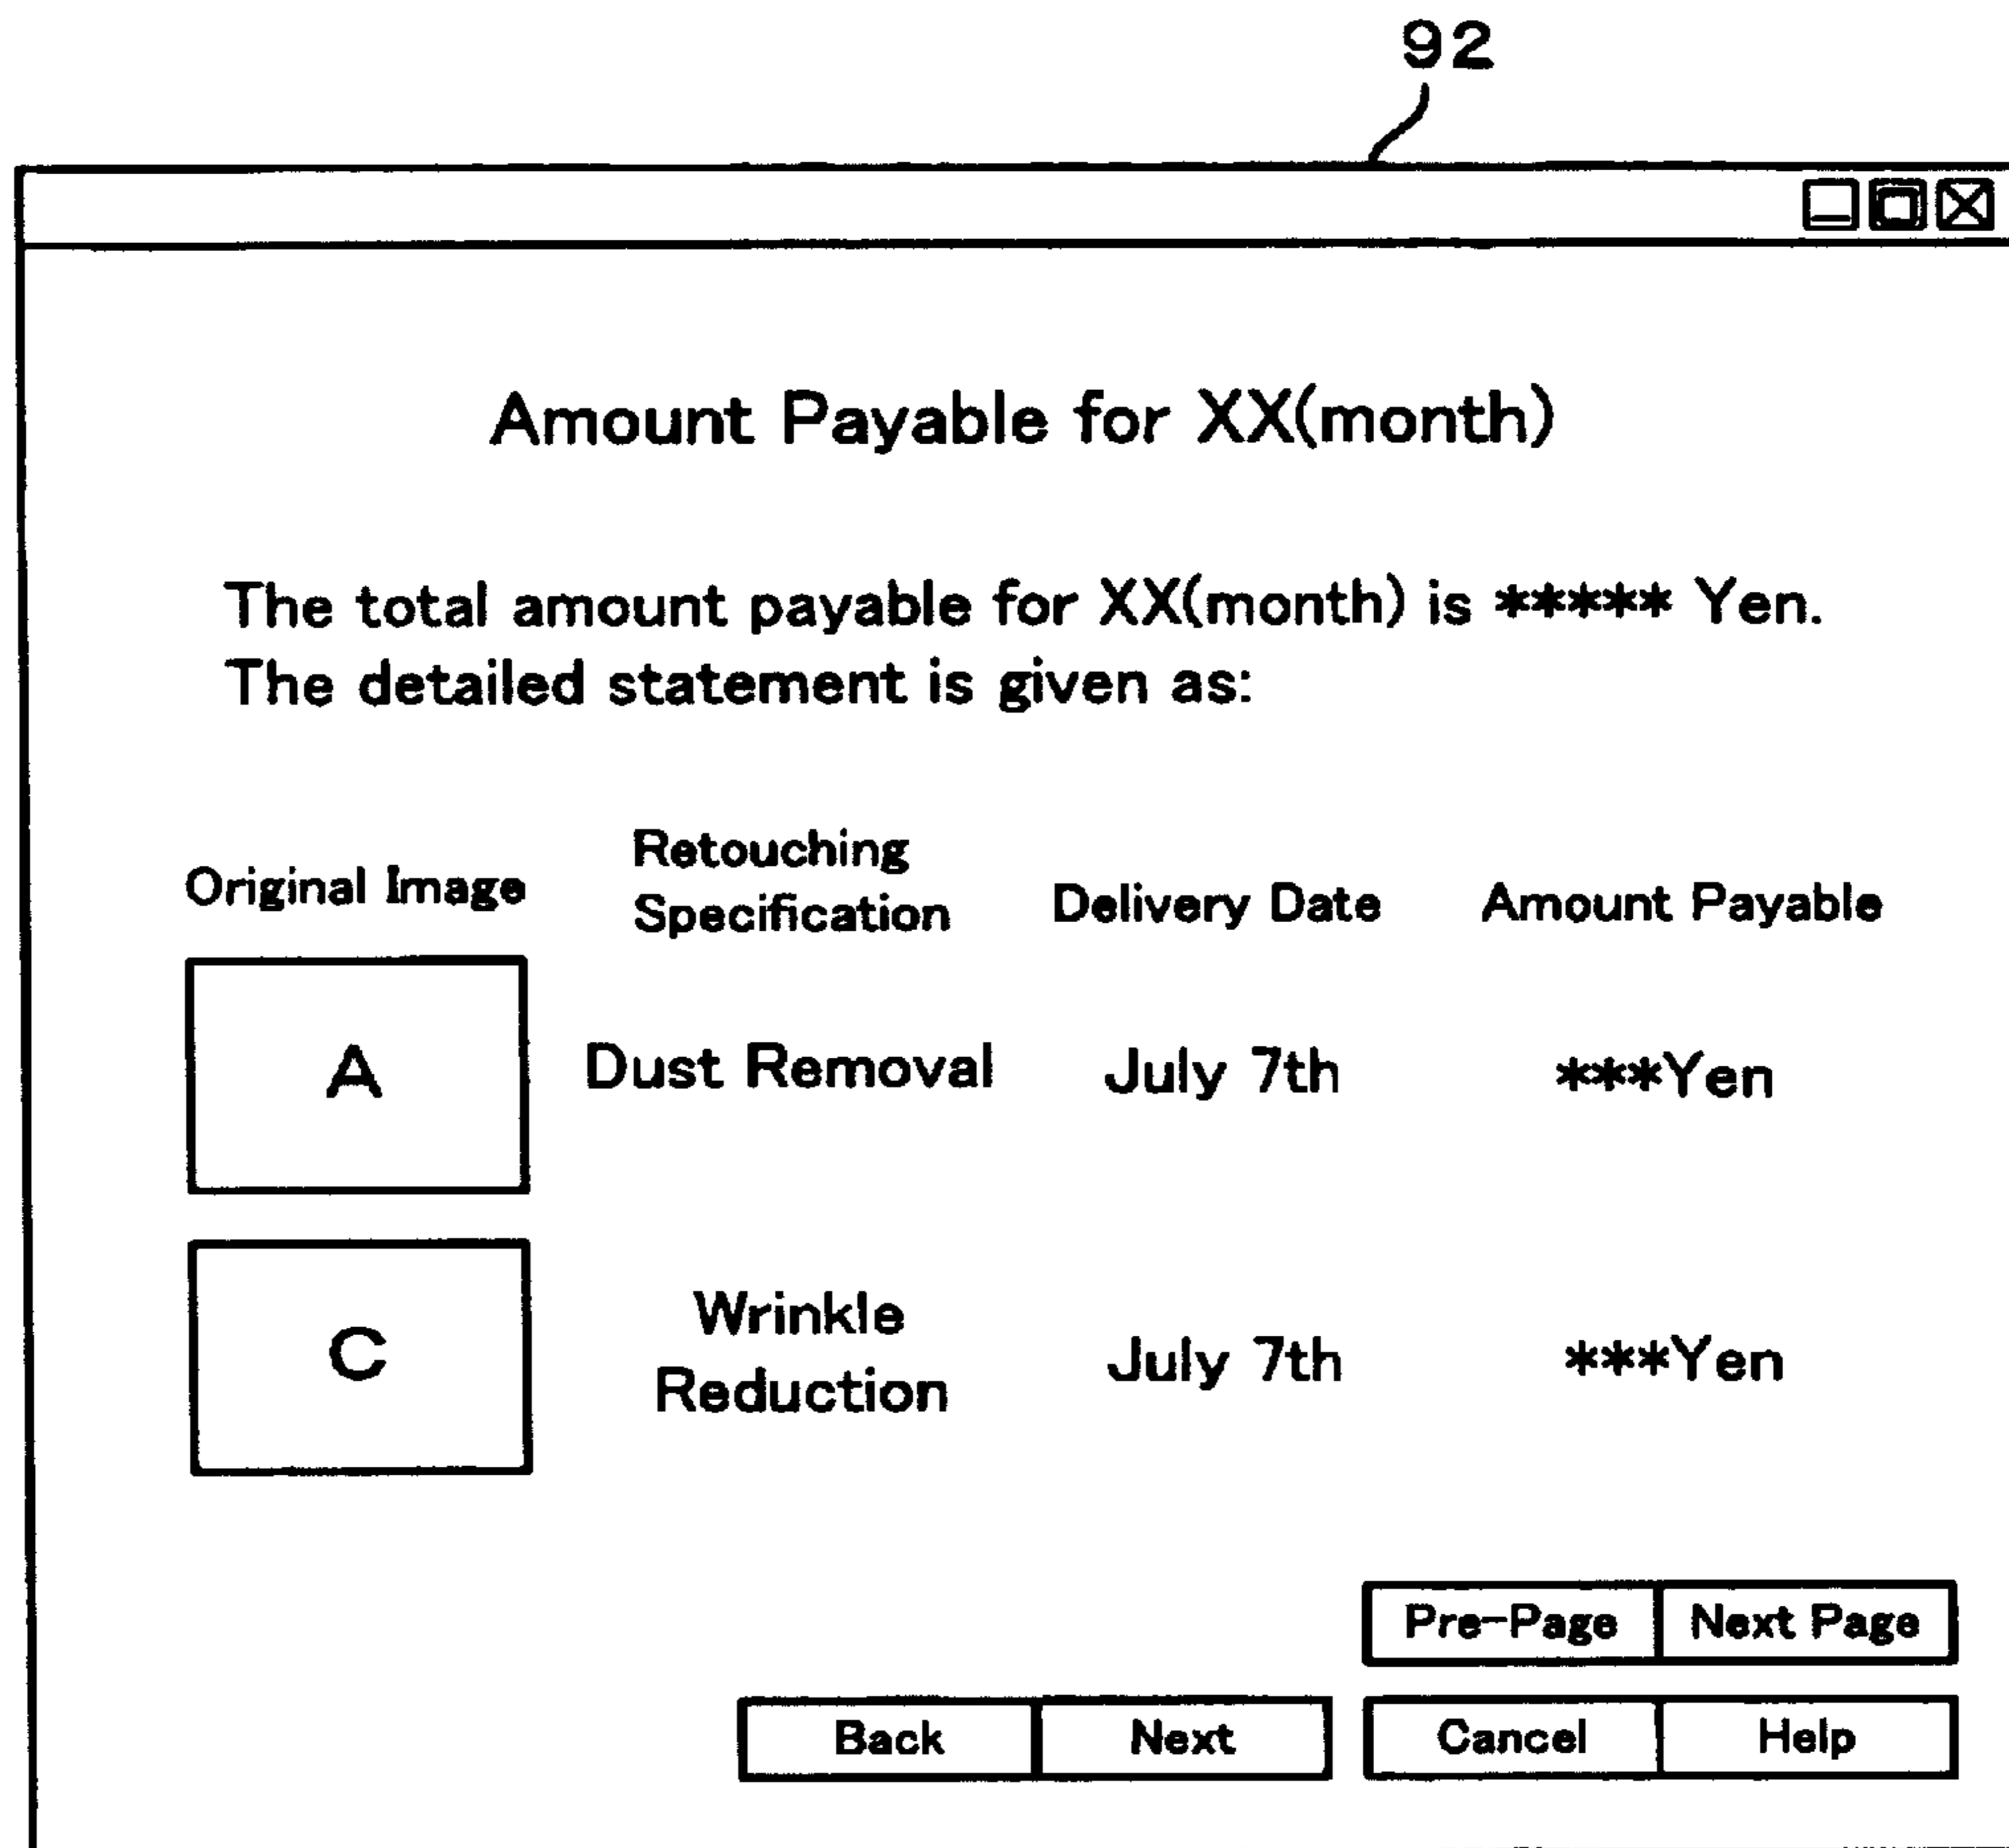 92
Amount Payable for XX(month)
The total amount payable for XX(month) is ***** Yen.
The detailed statement is given as:
Original Image
Retouching
Specification
Delivery Date
Amount Payable
A
Dust Removal
July 7th
***Yen
C
Wrinkle
Reduction
July 7th
***Yen
Pre-Page
Next Page
Back
Next
Cancel
Help